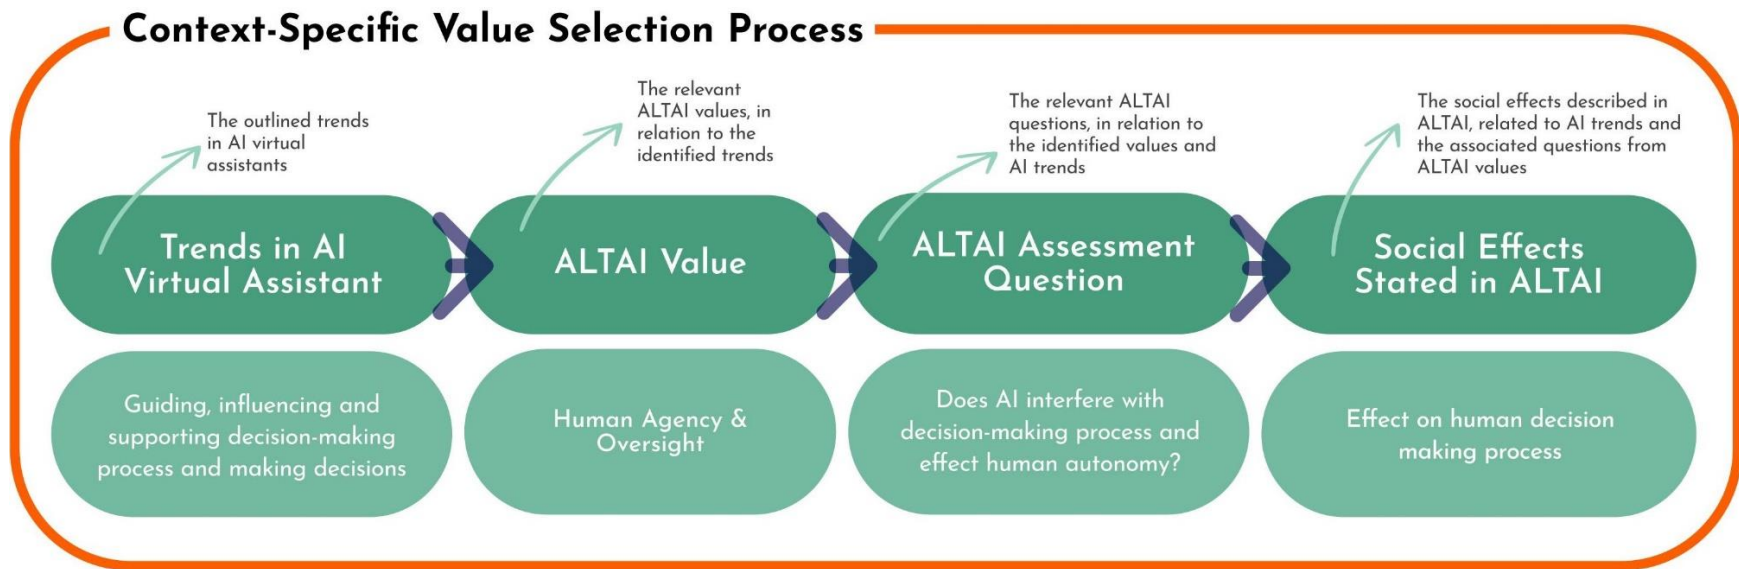 Context-Specific Value Selection Process
The outlined trends
in AI virtual
assistants
The relevant
ALTAI values, in
relation to the
identified trends
The relevant ALTAI
questions, in relation to
the identified values and
AI trends
The social effects described in
ALTAI, related to AI trends and
the associated questions from
ALTAI values
Trends in AI
Virtual Assistant
ALTAI Value
ALTAI Assessment
Question
Social Effects
Stated in ALTAI
Guiding, influencing and
supporting decision-making
process and making decisions
Human Agency &
Oversight
Does AI interfere with
decision-making process and
effect human autonomy?
Effect on human decision
making process